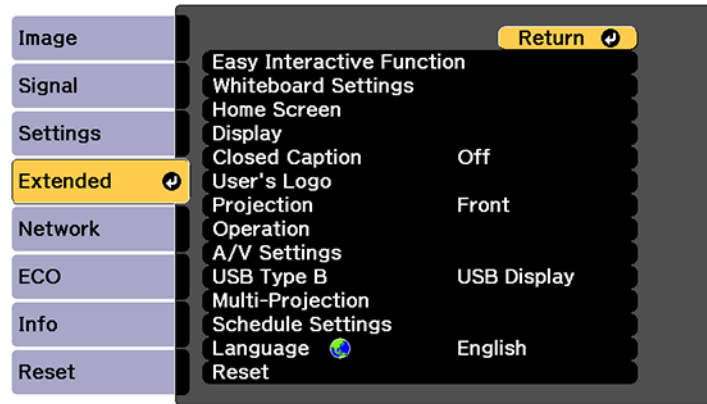 Image
Signal
Settings
Extended
Network
ECO
Info
Reset
Return
Easy Interactive Function
Whiteboard Settings
Home Screen
Display
Closed Caption Off
User's Logo
Projection Front
Operation
A/V Settings
USB Type B USB Display
Multi-Projection
Schedule Settings
Language English
Reset